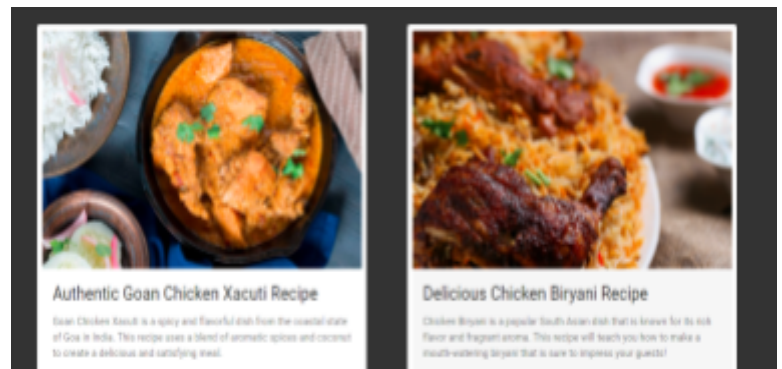 Authentic Goan Chicken Xacuti Recipe
Goan Chicken Xacuti is a spicy and flavorful dish from the coastal state
of Goa in India. This recipe uses a blend of aromatic spices and coconut
to create a delicious and satisfying meal.
Delicious Chicken Biryani Recipe
Chicken Biryani is a popular South Asian dish that is known for its rich
flavor and fragrant aroma. This recipe will teach you how to make a
mouth-watering biryani that is sure to impress your guests!